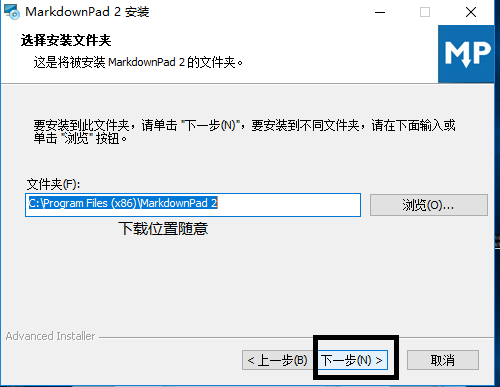 MarkdownPad 2 安装
选择安装文件夹
这是将被安装 MarkdownPad 2 的文件夹。
MP
要安装到此文件夹，请单击 "下一步(N)"，要安装到不同文件夹，请在下面输入或
单击 "浏览" 按钮。
文件夹(F):
C:\Program Files (x86)\MarkdownPad 2
浏览(O)...
下载位置随意
Advanced Installer
< 上一步(B)
下一步(N) >
取消